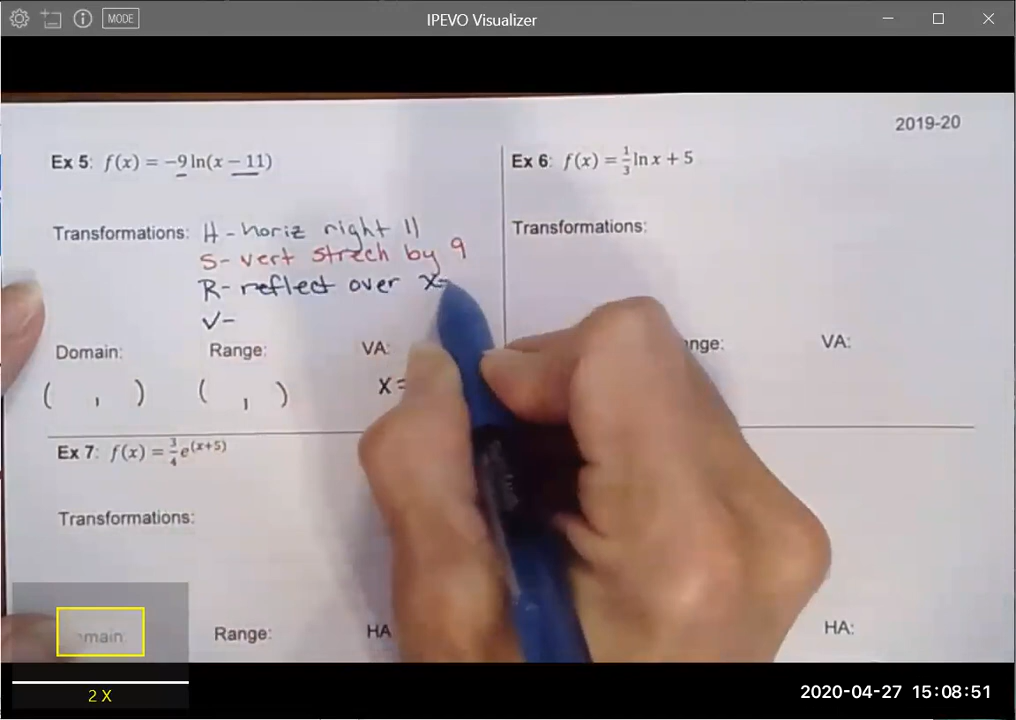 MODE
IPEVO Visualizer
2019-20
Ex 5: f(x) = −9 ln(x − 11)
Transformations: H - horiz right 11
S- vert strech by 9
R- reflect over x-
V-
Domain: Range: VA:
( , ) ( , ) x=
Ex 6: f(x) = 1/3 ln x + 5
Transformations:
nge: VA:
Ex 7: f(x) = 3/4 e^(x+5)
Transformations:
main:
Range: HA
HA:
2 X
2020-04-27 15:08:51